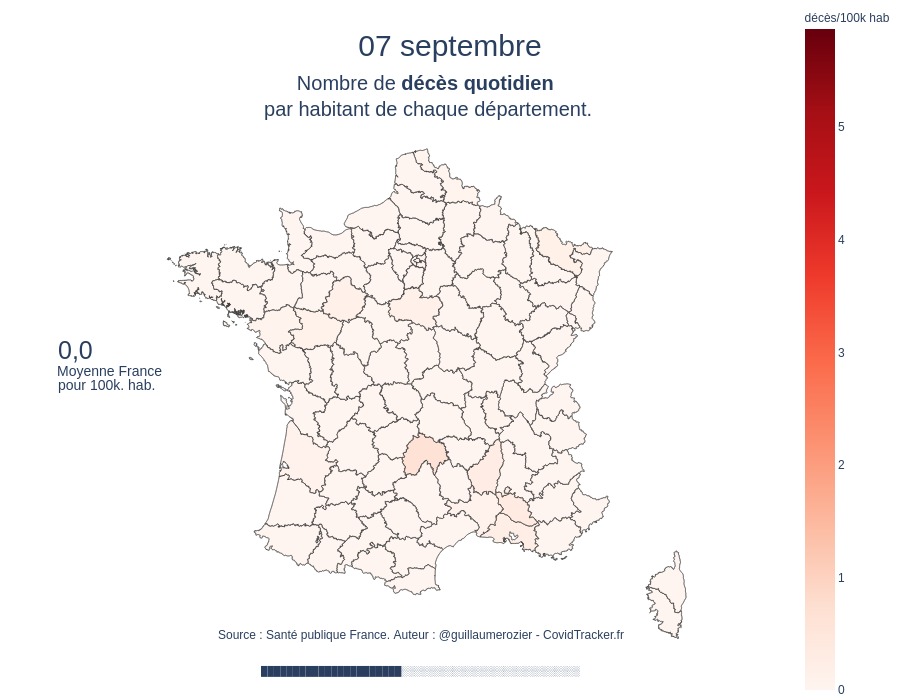 décès/100k hab
07 septembre
Nombre de décès quotidien
par habitant de chaque département.
5
4
3
2
1
0
0,0
Moyenne France
pour 100k. hab.
Source : Santé publique France. Auteur : @guillaumerozier - CovidTracker.fr